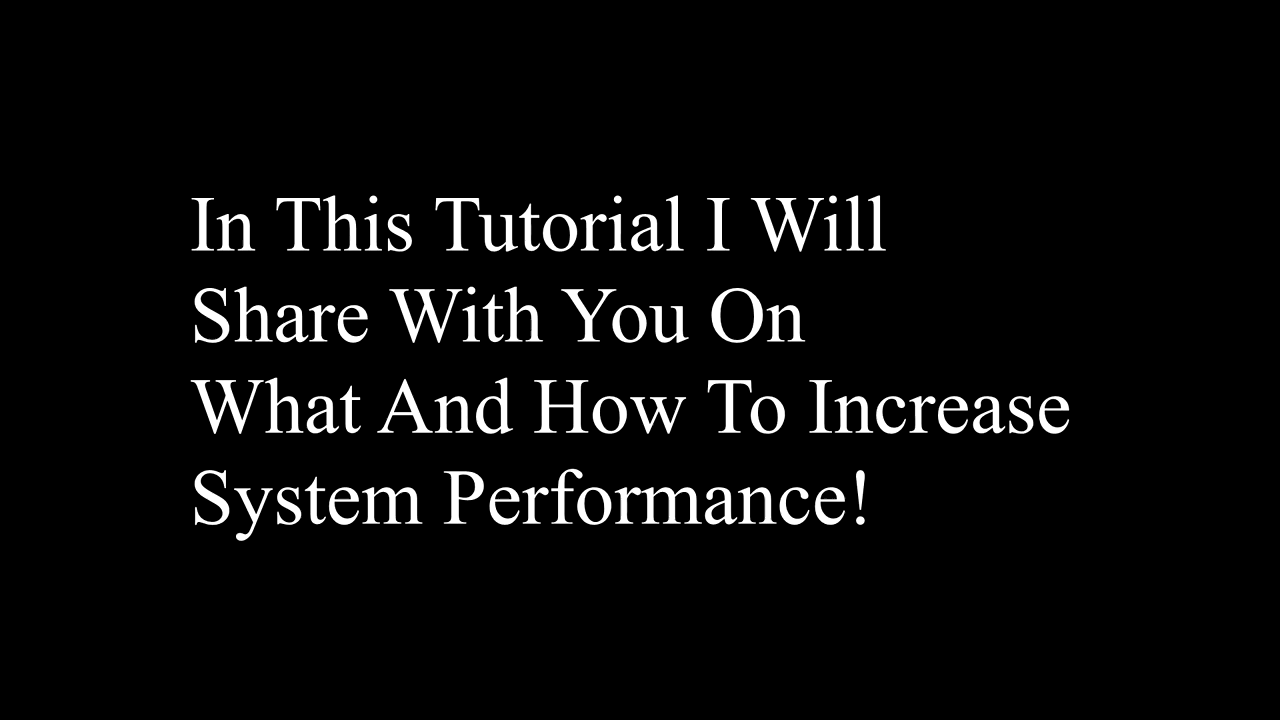 In This Tutorial I Will
Share With You On
What And How To Increase
System Performance!